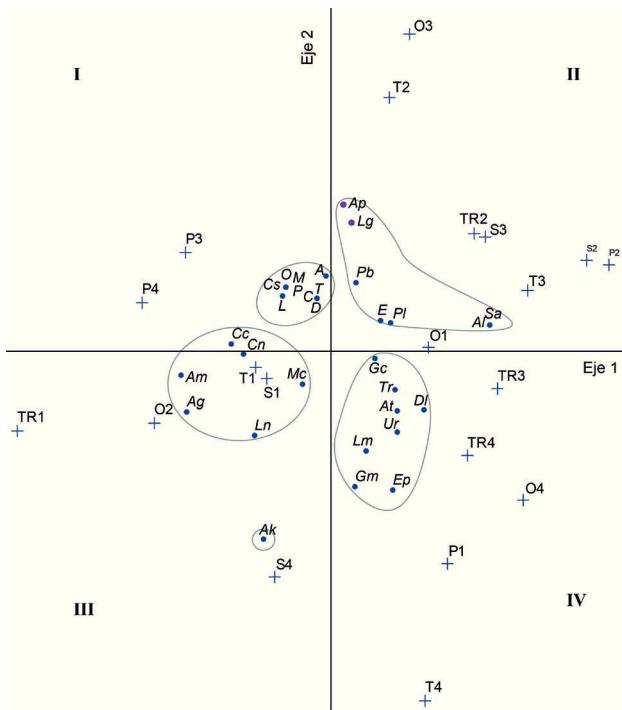 O3
Eje 2
I
II
T2
Ap
Lg
TR2
S3
P3
S2
P2
A
O
M
Cs
Pb
T3
P
C
T
P4
L
D
E
Pl
Sa
Al
O1
Cc
Cn
Eje 1
Gc
T1
Mc
Am
S1
Tr
TR3
At
Dl
Ag
O2
TR1
Ln
Ur
Lm
TR4
Gm
Ep
O4
Ak
P1
S4
III
IV
T4